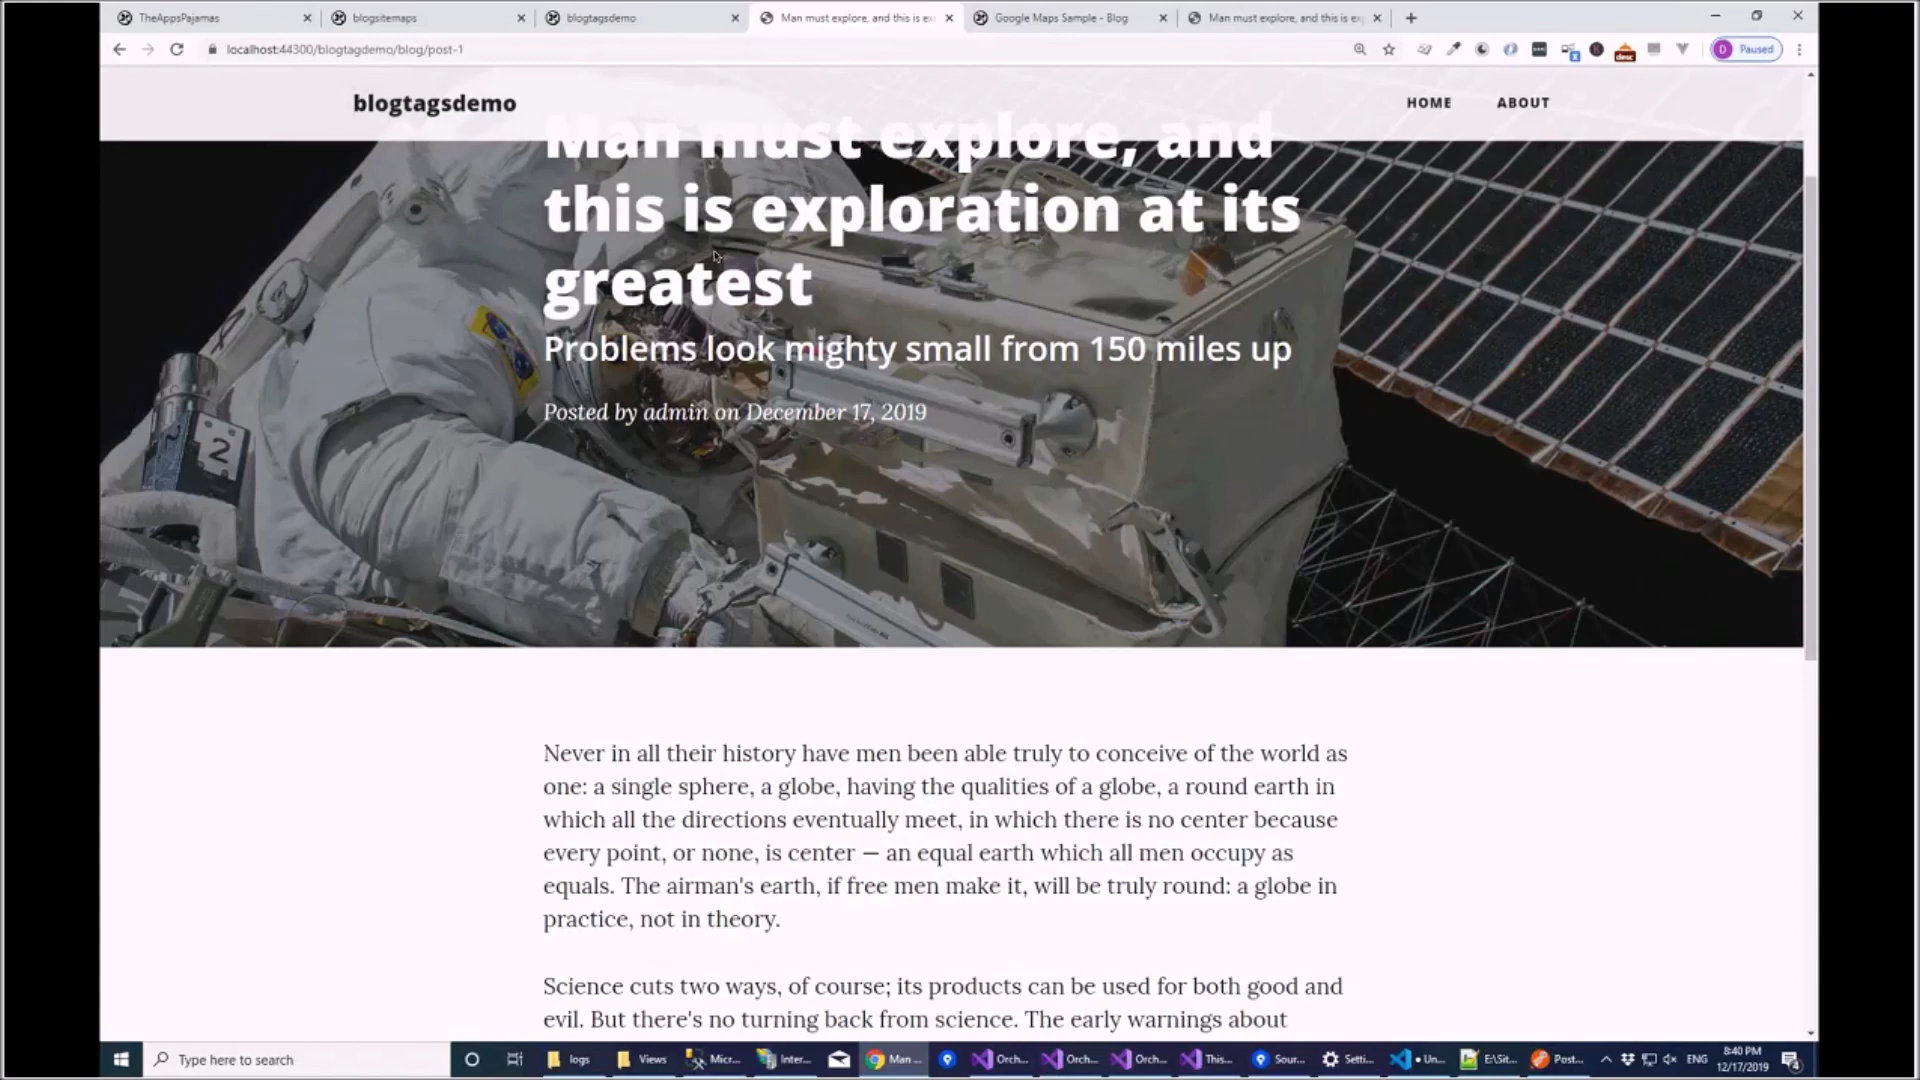 TheAppsPajamas
blogsitemaps
blogtagsdemo
Man must explore, and this is ex
Google Maps Sample - Blog
Man must explore, and this is ex
localhost:44300/blogtagdemo/blog/post-1
desc
D Paused
blogtagsdemo
HOME
ABOUT
Man must explore, and
this is exploration at its
greatest
Problems look mighty small from 150 miles up
Posted by admin on December 17, 2019
2
Never in all their history have men been able truly to conceive of the world as
one: a single sphere, a globe, having the qualities of a globe, a round earth in
which all the directions eventually meet, in which there is no center because
every point, or none, is center — an equal earth which all men occupy as
equals. The airman's earth, if free men make it, will be truly round: a globe in
practice, not in theory.
Science cuts two ways, of course; its products can be used for both good and
evil. But there's no turning back from science. The early warnings about
Type here to search
logs
Views
Micr...
Inter...
Man ...
Orch...
Orch...
Orch...
This...
Sour...
Setti...
• Un...
E:\Sit...
Post...
ENG
8:40 PM
12/17/2019
4